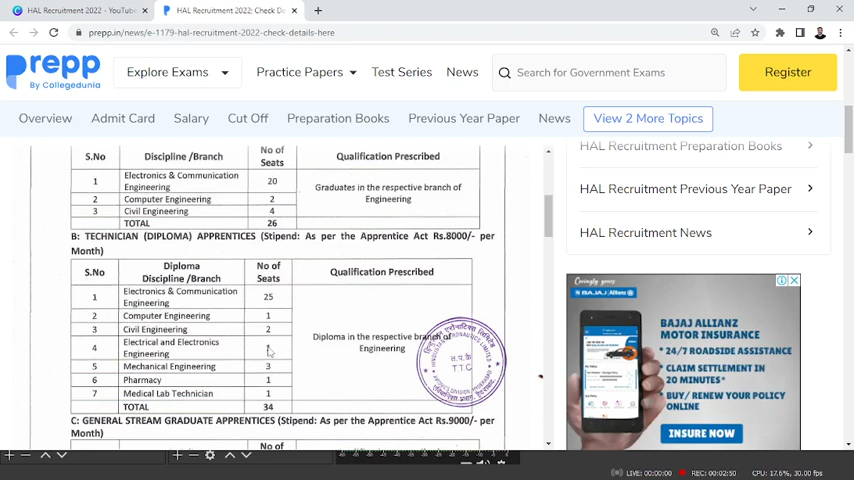 HAL Recruitment 2022 - YouTube
HAL Recruitment 2022: Check De
prepp.in/news/e-1179-hal-recruitment-2022-check-details-here
Prepp
By Collegedunia
Explore Exams
Practice Papers
Test Series
News
Search for Government Exams
Register
Overview
Admit Card
Salary
Cut Off
Preparation Books
Previous Year Paper
News
View 2 More Topics
S.No Discipline/Branch No of Seats Qualification Prescribed
1 Electronics & Communication Engineering 20 Graduates in the respective branch of Engineering
2 Computer Engineering 2
3 Civil Engineering 4
TOTAL 26
B: TECHNICIAN (DIPLOMA) APPRENTICES (Stipend: As per the Apprentice Act Rs.8000/- per
Month)
S.No Diploma Discipline /Branch No of Seats Qualification Prescribed
1 Electronics & Communication Engineering 25 Diploma in the respective branch of Engineering
2 Computer Engineering 1
3 Civil Engineering 2
4 Electrical and Electronics Engineering
5 Mechanical Engineering 3
6 Pharmacy 1
7 Medical Lab Technician 1
TOTAL 34
त.प.के
T.T.C
C: GENERAL STREAM GRADUATE APPRENTICES (Stipend: As per the Apprentice Act Rs.9000/- per
Month)
No of
HAL Recruitment Preparation Books
HAL Recruitment Previous Year Paper
HAL Recruitment News
Caringly yours
BAJAJ Allianz
BAJAJ ALLIANZ
MOTOR INSURANCE
* 24/7 ROADSIDE ASSISTANCE
* CLAIM SETTLEMENT IN
20 MINUTES*
* BUY/ RENEW YOUR POLICY
ONLINE
INSURE NOW
LIVE: 00:00:00
REC: 00:02:50
CPU: 17.6%, 30.00 fps